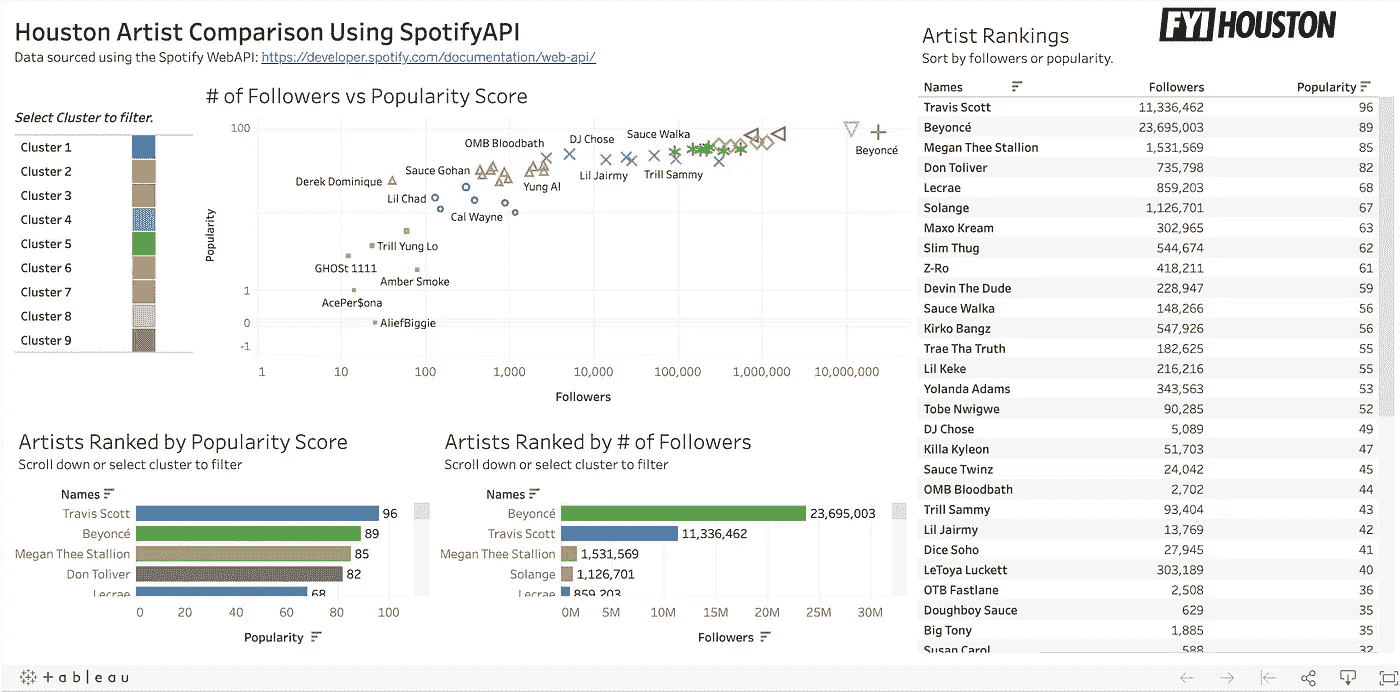 Houston Artist Comparison Using SpotifyAPI
Data sourced using the Spotify WebAPI: https://developer.spotify.com/documentation/web-api/
FYI HOUSTON
Select Cluster to filter.
Cluster 1
Cluster 2
Cluster 3
Cluster 4
Cluster 5
Cluster 6
Cluster 7
Cluster 8
Cluster 9
# of Followers vs Popularity Score
Popularity
100
1
0
-1
OMB Bloodbath
DJ Chose
Sauce Walka
Beyoncé
Sauce Gohan
Derek Dominique
Yung Al
Lil Jairmy
Trill Sammy
Lil Chad
Cal Wayne
Trill Yung Lo
GHOSt 1111
Amber Smoke
AcePer$ona
AliefBiggie
1 10 100 1,000 10,000 100,000 1,000,000 10,000,000
Followers
Artists Ranked by Popularity Score
Scroll down or select cluster to filter
Names
Travis Scott 96
Beyoncé 89
Megan Thee Stallion 85
Don Toliver 82
Lecrae 68
0 20 40 60 80 100
Popularity
Artists Ranked by # of Followers
Scroll down or select cluster to filter
Names
Beyoncé 23,695,003
Travis Scott 11,336,462
Megan Thee Stallion 1,531,569
Solange 1,126,701
Lecrae 859,203
0M 5M 10M 15M 20M 25M 30M
Followers
Artist Rankings
Sort by followers or popularity.
Names Followers Popularity
Travis Scott 11,336,462 96
Beyoncé 23,695,003 89
Megan Thee Stallion 1,531,569 85
Don Toliver 735,798 82
Lecrae 859,203 68
Solange 1,126,701 67
Maxo Kream 302,965 63
Slim Thug 544,674 62
Z-Ro 418,211 61
Devin The Dude 228,947 59
Sauce Walka 148,266 56
Kirko Bangz 547,926 56
Trae Tha Truth 182,625 55
Lil Keke 216,216 55
Yolanda Adams 343,563 53
Tobe Nwigwe 90,285 52
DJ Chose 5,089 49
Killa Kyleon 51,703 47
Sauce Twinz 24,042 45
OMB Bloodbath 2,702 44
Trill Sammy 93,404 43
Lil Jairmy 13,769 42
Dice Soho 27,945 41
LeToya Luckett 303,189 40
OTB Fastlane 2,508 36
Doughboy Sauce 629 35
Big Tony 1,885 35
Susan Carol 588 32
+ a b l e a u